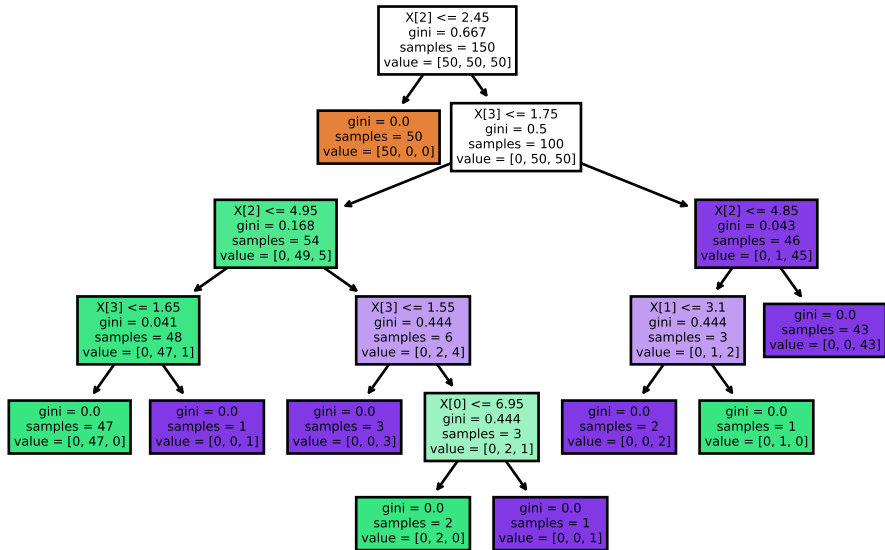 X[2] <= 2.45
gini = 0.667
samples = 150
value = [50, 50, 50]
gini = 0.0
samples = 50
value = [50, 0, 0]
X[3] <= 1.75
gini = 0.5
samples = 100
value = [0, 50, 50]
X[2] <= 4.95
gini = 0.168
samples = 54
value = [0, 49, 5]
X[2] <= 4.85
gini = 0.043
samples = 46
value = [0, 1, 45]
X[3] <= 1.65
gini = 0.041
samples = 48
value = [0, 47, 1]
X[3] <= 1.55
gini = 0.444
samples = 6
value = [0, 2, 4]
X[1] <= 3.1
gini = 0.444
samples = 3
value = [0, 1, 2]
gini = 0.0
samples = 43
value = [0, 0, 43]
gini = 0.0
samples = 47
value = [0, 47, 0]
gini = 0.0
samples = 1
value = [0, 0, 1]
gini = 0.0
samples = 3
value = [0, 0, 3]
X[0] <= 6.95
gini = 0.444
samples = 3
value = [0, 2, 1]
gini = 0.0
samples = 2
value = [0, 0, 2]
gini = 0.0
samples = 1
value = [0, 1, 0]
gini = 0.0
samples = 2
value = [0, 2, 0]
gini = 0.0
samples = 1
value = [0, 0, 1]